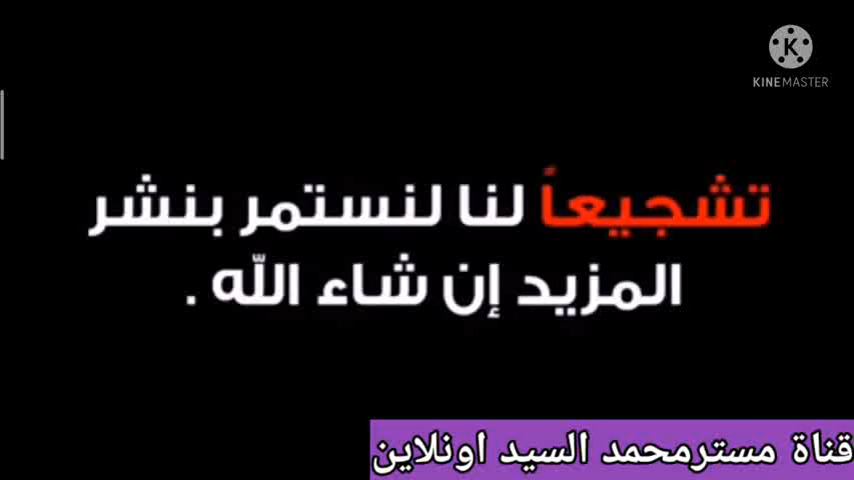 KINEMASTER
تشجيعاً لنا لنستمر بنشر
المزيد إن شاء الله .
قناة مسترمحمد السيد اونلاين